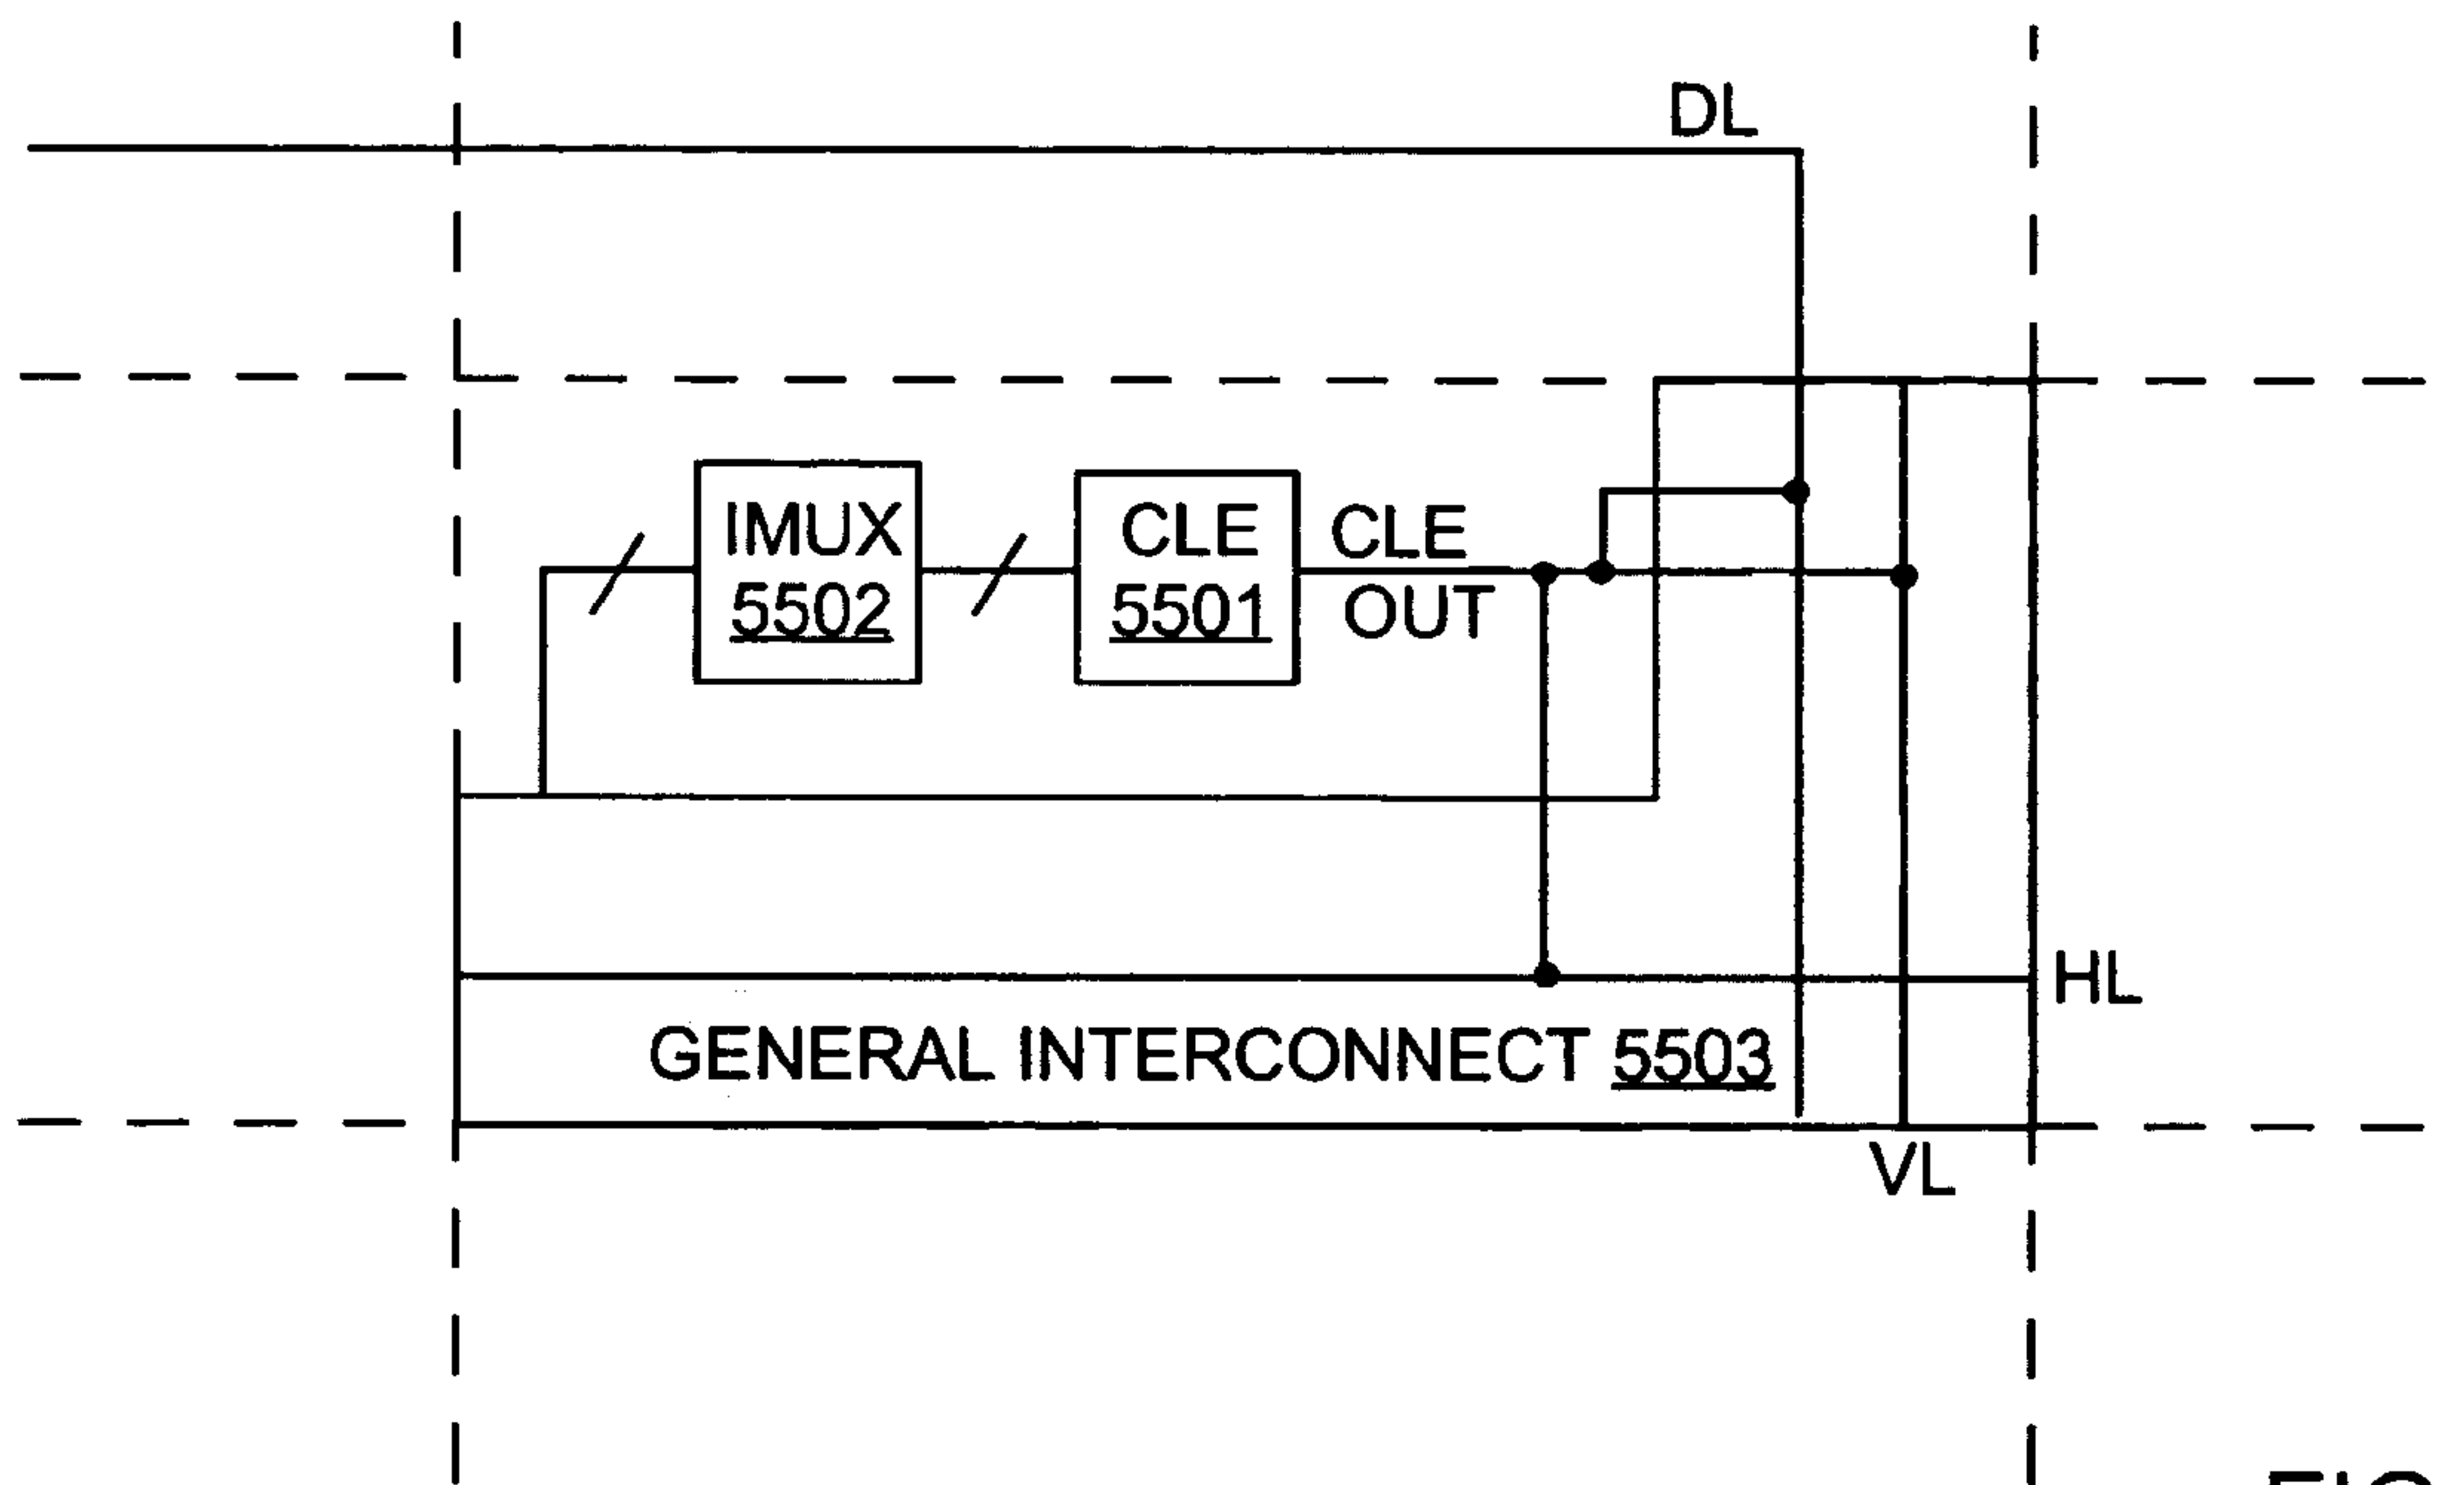 DL
IMUX
5502
CLE
5501
CLE
OUT
HL
GENERAL INTERCONNECT 5503
VL